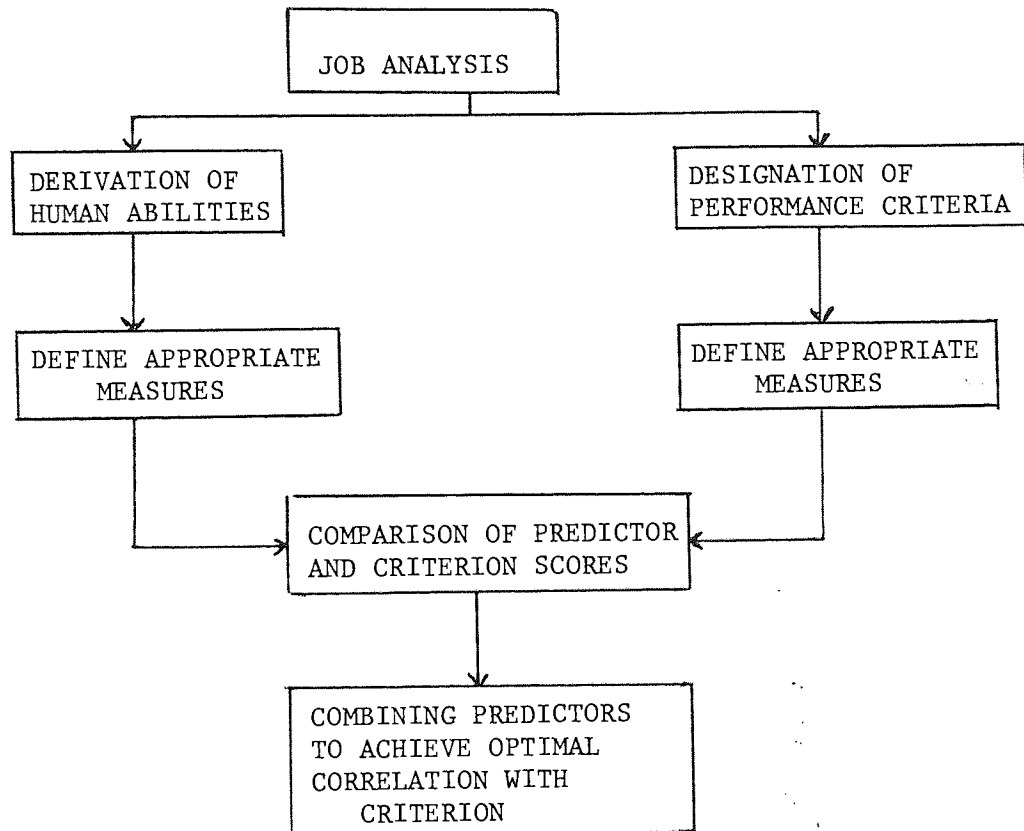 JOB ANALYSIS
DERIVATION OF
HUMAN ABILITIES
DESIGNATION OF
PERFORMANCE CRITERIA
DEFINE APPROPRIATE
MEASURES
DEFINE APPROPRIATE
MEASURES
COMPARISON OF PREDICTOR
AND CRITERION SCORES
COMBINING PREDICTORS
TO ACHIEVE OPTIMAL
CORRELATION WITH
CRITERION